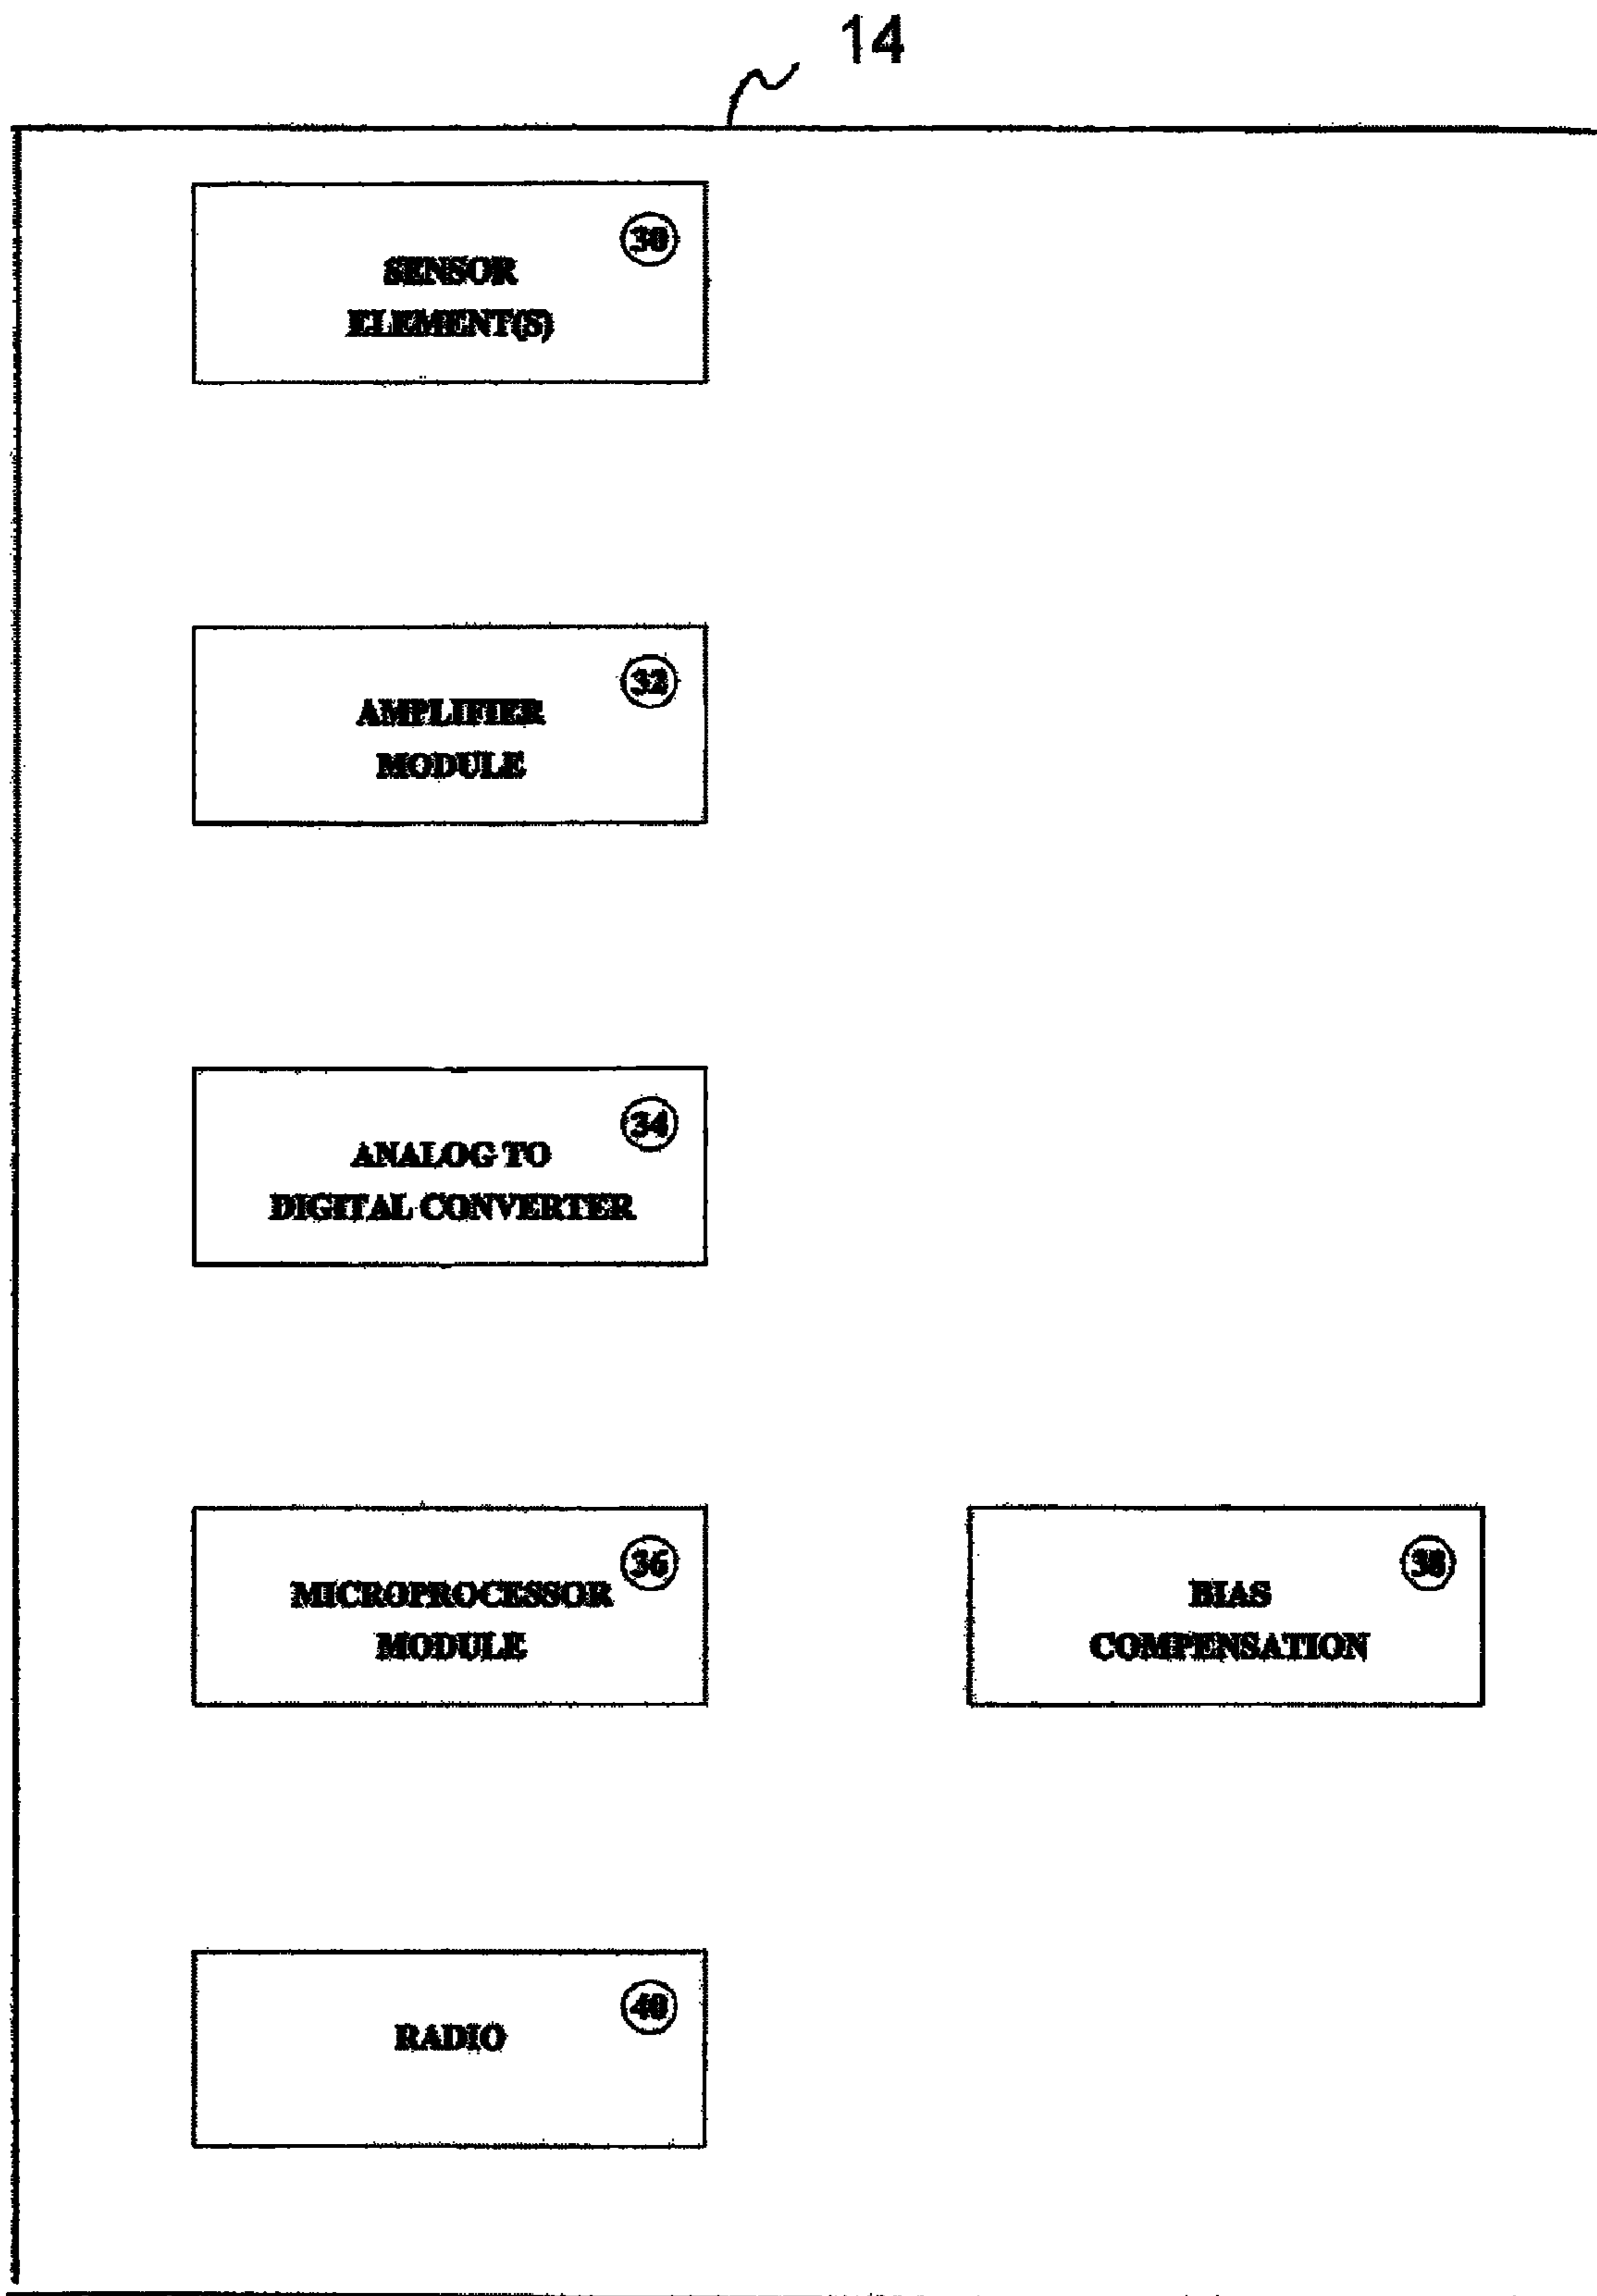 14
30
SENSOR
ELEMENT(S)
32
AMPLIFIER
MODULE
34
ANALOG TO
DIGITAL CONVERTER
36
MICROPROCESSOR
MODULE
38
BIAS
COMPENSATION
40
RADIO